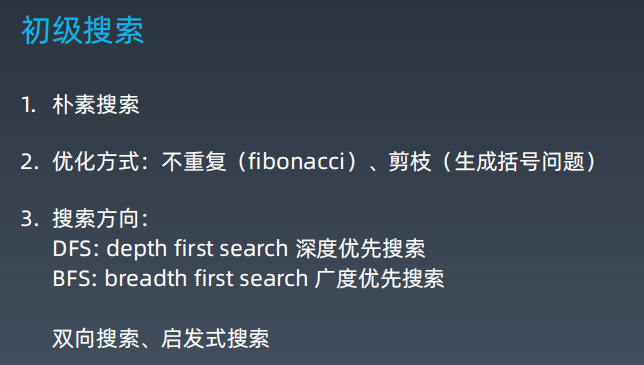 初级搜索
1. 朴素搜索
2. 优化方式：不重复（fibonacci）、剪枝（生成括号问题）
3. 搜索方向：
DFS: depth first search 深度优先搜索
BFS: breadth first search 广度优先搜索
双向搜索、启发式搜索